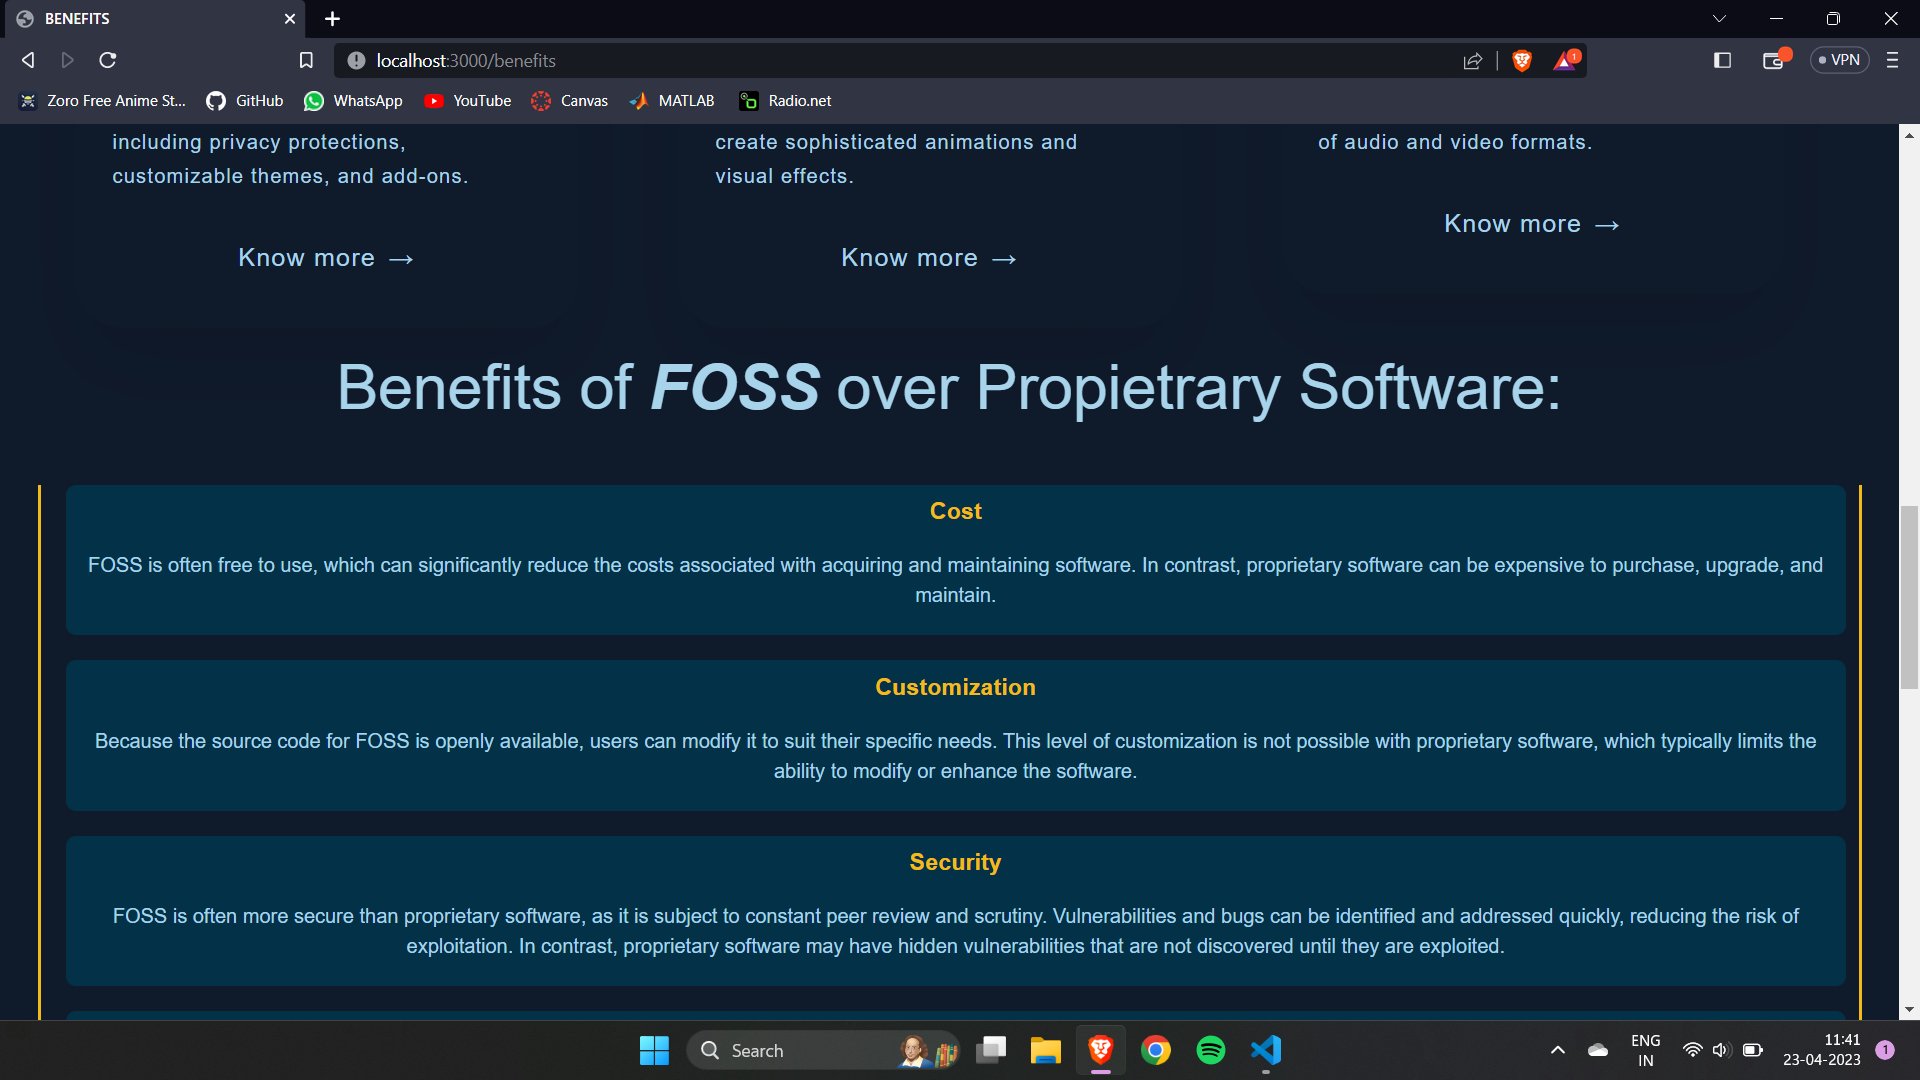 BENEFITS
localhost:3000/benefits
1
VPN
Zoro Free Anime St...
GitHub
WhatsApp
YouTube
Canvas
MATLAB
Radio.net
including privacy protections,
customizable themes, and add-ons.
Know more →
create sophisticated animations and
visual effects.
Know more →
of audio and video formats.
Know more →
Benefits of FOSS over Propietrary Software:
Cost
FOSS is often free to use, which can significantly reduce the costs associated with acquiring and maintaining software. In contrast, proprietary software can be expensive to purchase, upgrade, and
maintain.
Customization
Because the source code for FOSS is openly available, users can modify it to suit their specific needs. This level of customization is not possible with proprietary software, which typically limits the
ability to modify or enhance the software.
Security
FOSS is often more secure than proprietary software, as it is subject to constant peer review and scrutiny. Vulnerabilities and bugs can be identified and addressed quickly, reducing the risk of
exploitation. In contrast, proprietary software may have hidden vulnerabilities that are not discovered until they are exploited.
Search
ENG
IN
11:41
23-04-2023
1